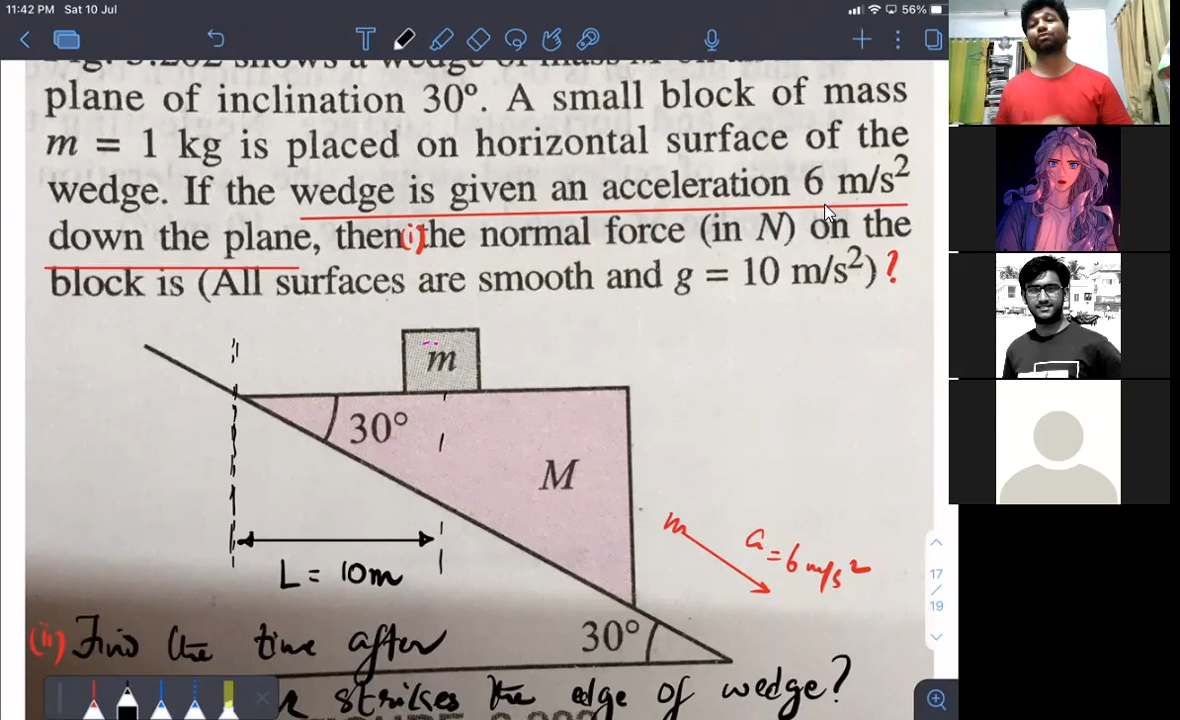 11:42 PM Sat 10 Jul
56%
plane of inclination 30º. A small block of mass
m = 1 kg is placed on horizontal surface of the
wedge. If the wedge is given an acceleration 6 m/s²
down the plane, then (i) the normal force (in N) on the
block is (All surfaces are smooth and g = 10 m/s²)?
m
30°
M
m
a = 6 m/s²
L = 10m
17
/
19
30°
(ii) Find the time after
strikes the edge of wedge?